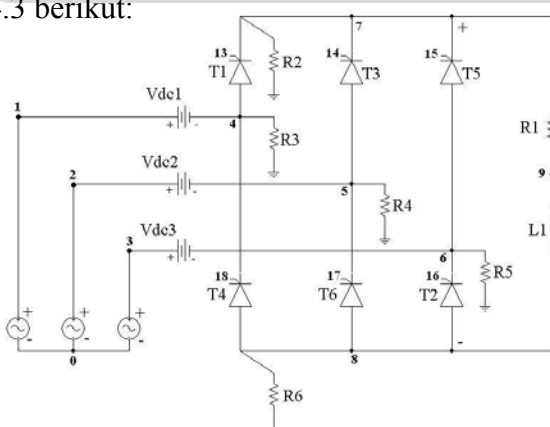 .3 berikut:
7
+
13
T1
R2
14
T3
15
T5
Vdc1
1
+
-
4
R3
R1
Vdc2
2
+
-
5
R4
9
Vdc3
3
+
-
6
R5
L1
18
T4
17
T6
16
T2
+
-
+
-
+
-
0
8
-
R6